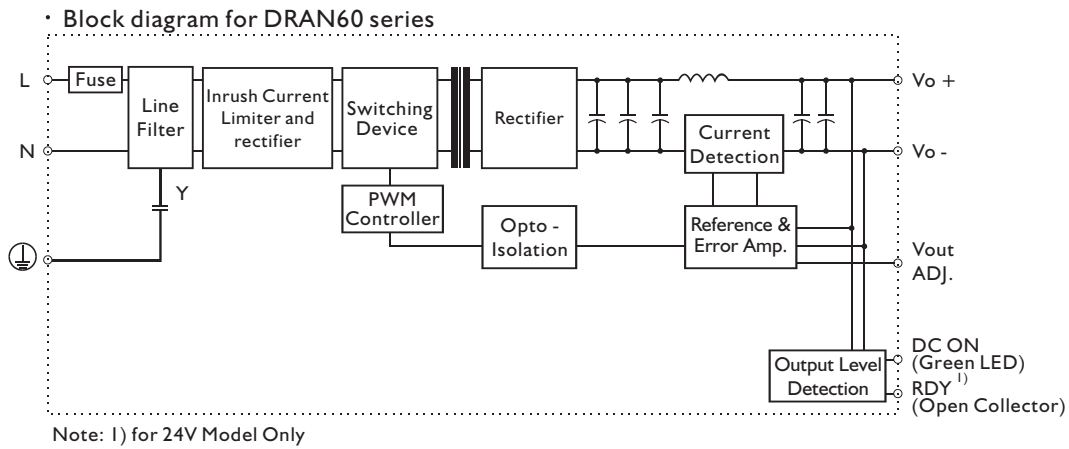 · Block diagram for DRAN60 series
L
Fuse
Line
Filter
Inrush Current
Limiter and
rectifier
Switching
Device
Rectifier
Current
Detection
Vo +
N
Vo -
Y
PWM
Controller
Opto -
Isolation
Reference &
Error Amp.
Vout
ADJ.
Output Level
Detection
DC ON
(Green LED)
RDY 1)
(Open Collector)
Note: 1) for 24V Model Only